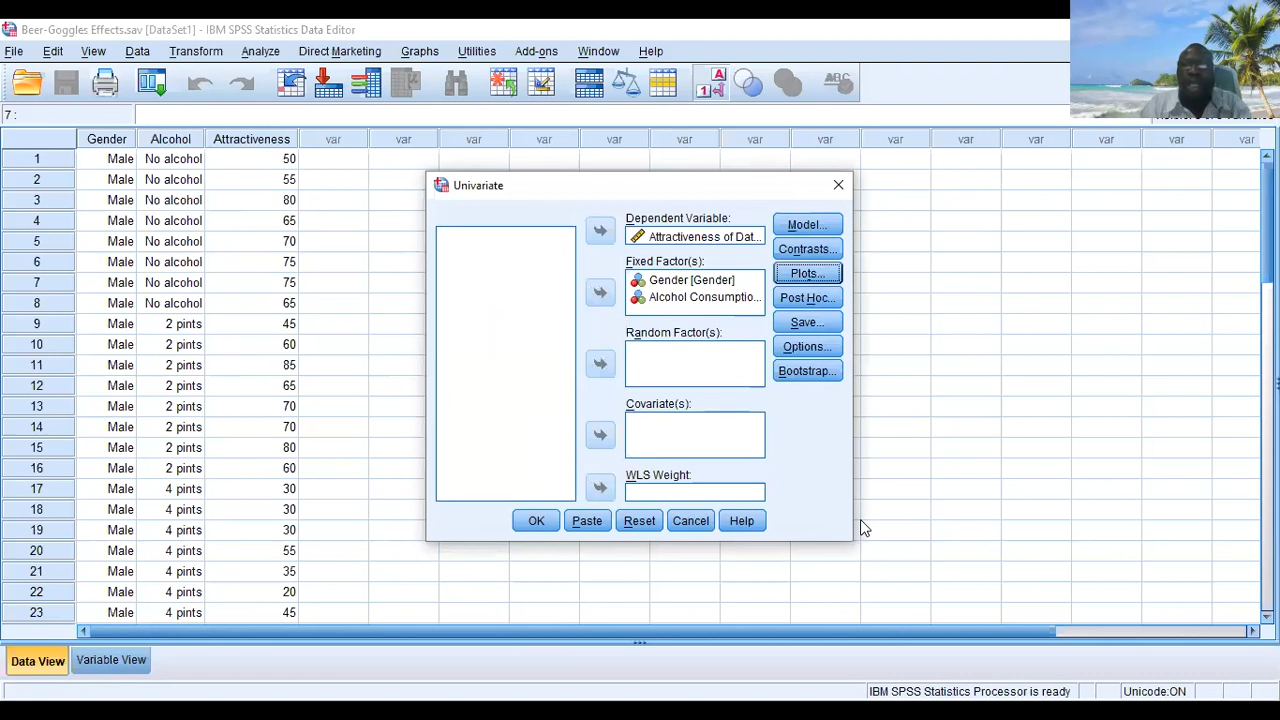 Beer-Goggles Effects.sav [DataSet1] - IBM SPSS Statistics Data Editor
File Edit View Data Transform Analyze Direct Marketing Graphs Utilities Add-ons Window Help
7 :
Gender Alcohol Attractiveness var var var var var var var var var var var var var var
1 Male No alcohol 50
2 Male No alcohol 55
3 Male No alcohol 80
4 Male No alcohol 65
5 Male No alcohol 70
6 Male No alcohol 75
7 Male No alcohol 75
8 Male No alcohol 65
9 Male 2 pints 45
10 Male 2 pints 60
11 Male 2 pints 85
12 Male 2 pints 65
13 Male 2 pints 70
14 Male 2 pints 70
15 Male 2 pints 80
16 Male 2 pints 60
17 Male 4 pints 30
18 Male 4 pints 30
19 Male 4 pints 30
20 Male 4 pints 55
21 Male 4 pints 35
22 Male 4 pints 20
23 Male 4 pints 45
Univariate
Dependent Variable:
Attractiveness of Dat...
Fixed Factor(s):
Gender [Gender]
Alcohol Consumptio...
Random Factor(s):
Covariate(s):
WLS Weight:
Model...
Contrasts...
Plots...
Post Hoc...
Save...
Options...
Bootstrap...
OK Paste Reset Cancel Help
Data View Variable View
IBM SPSS Statistics Processor is ready Unicode:ON